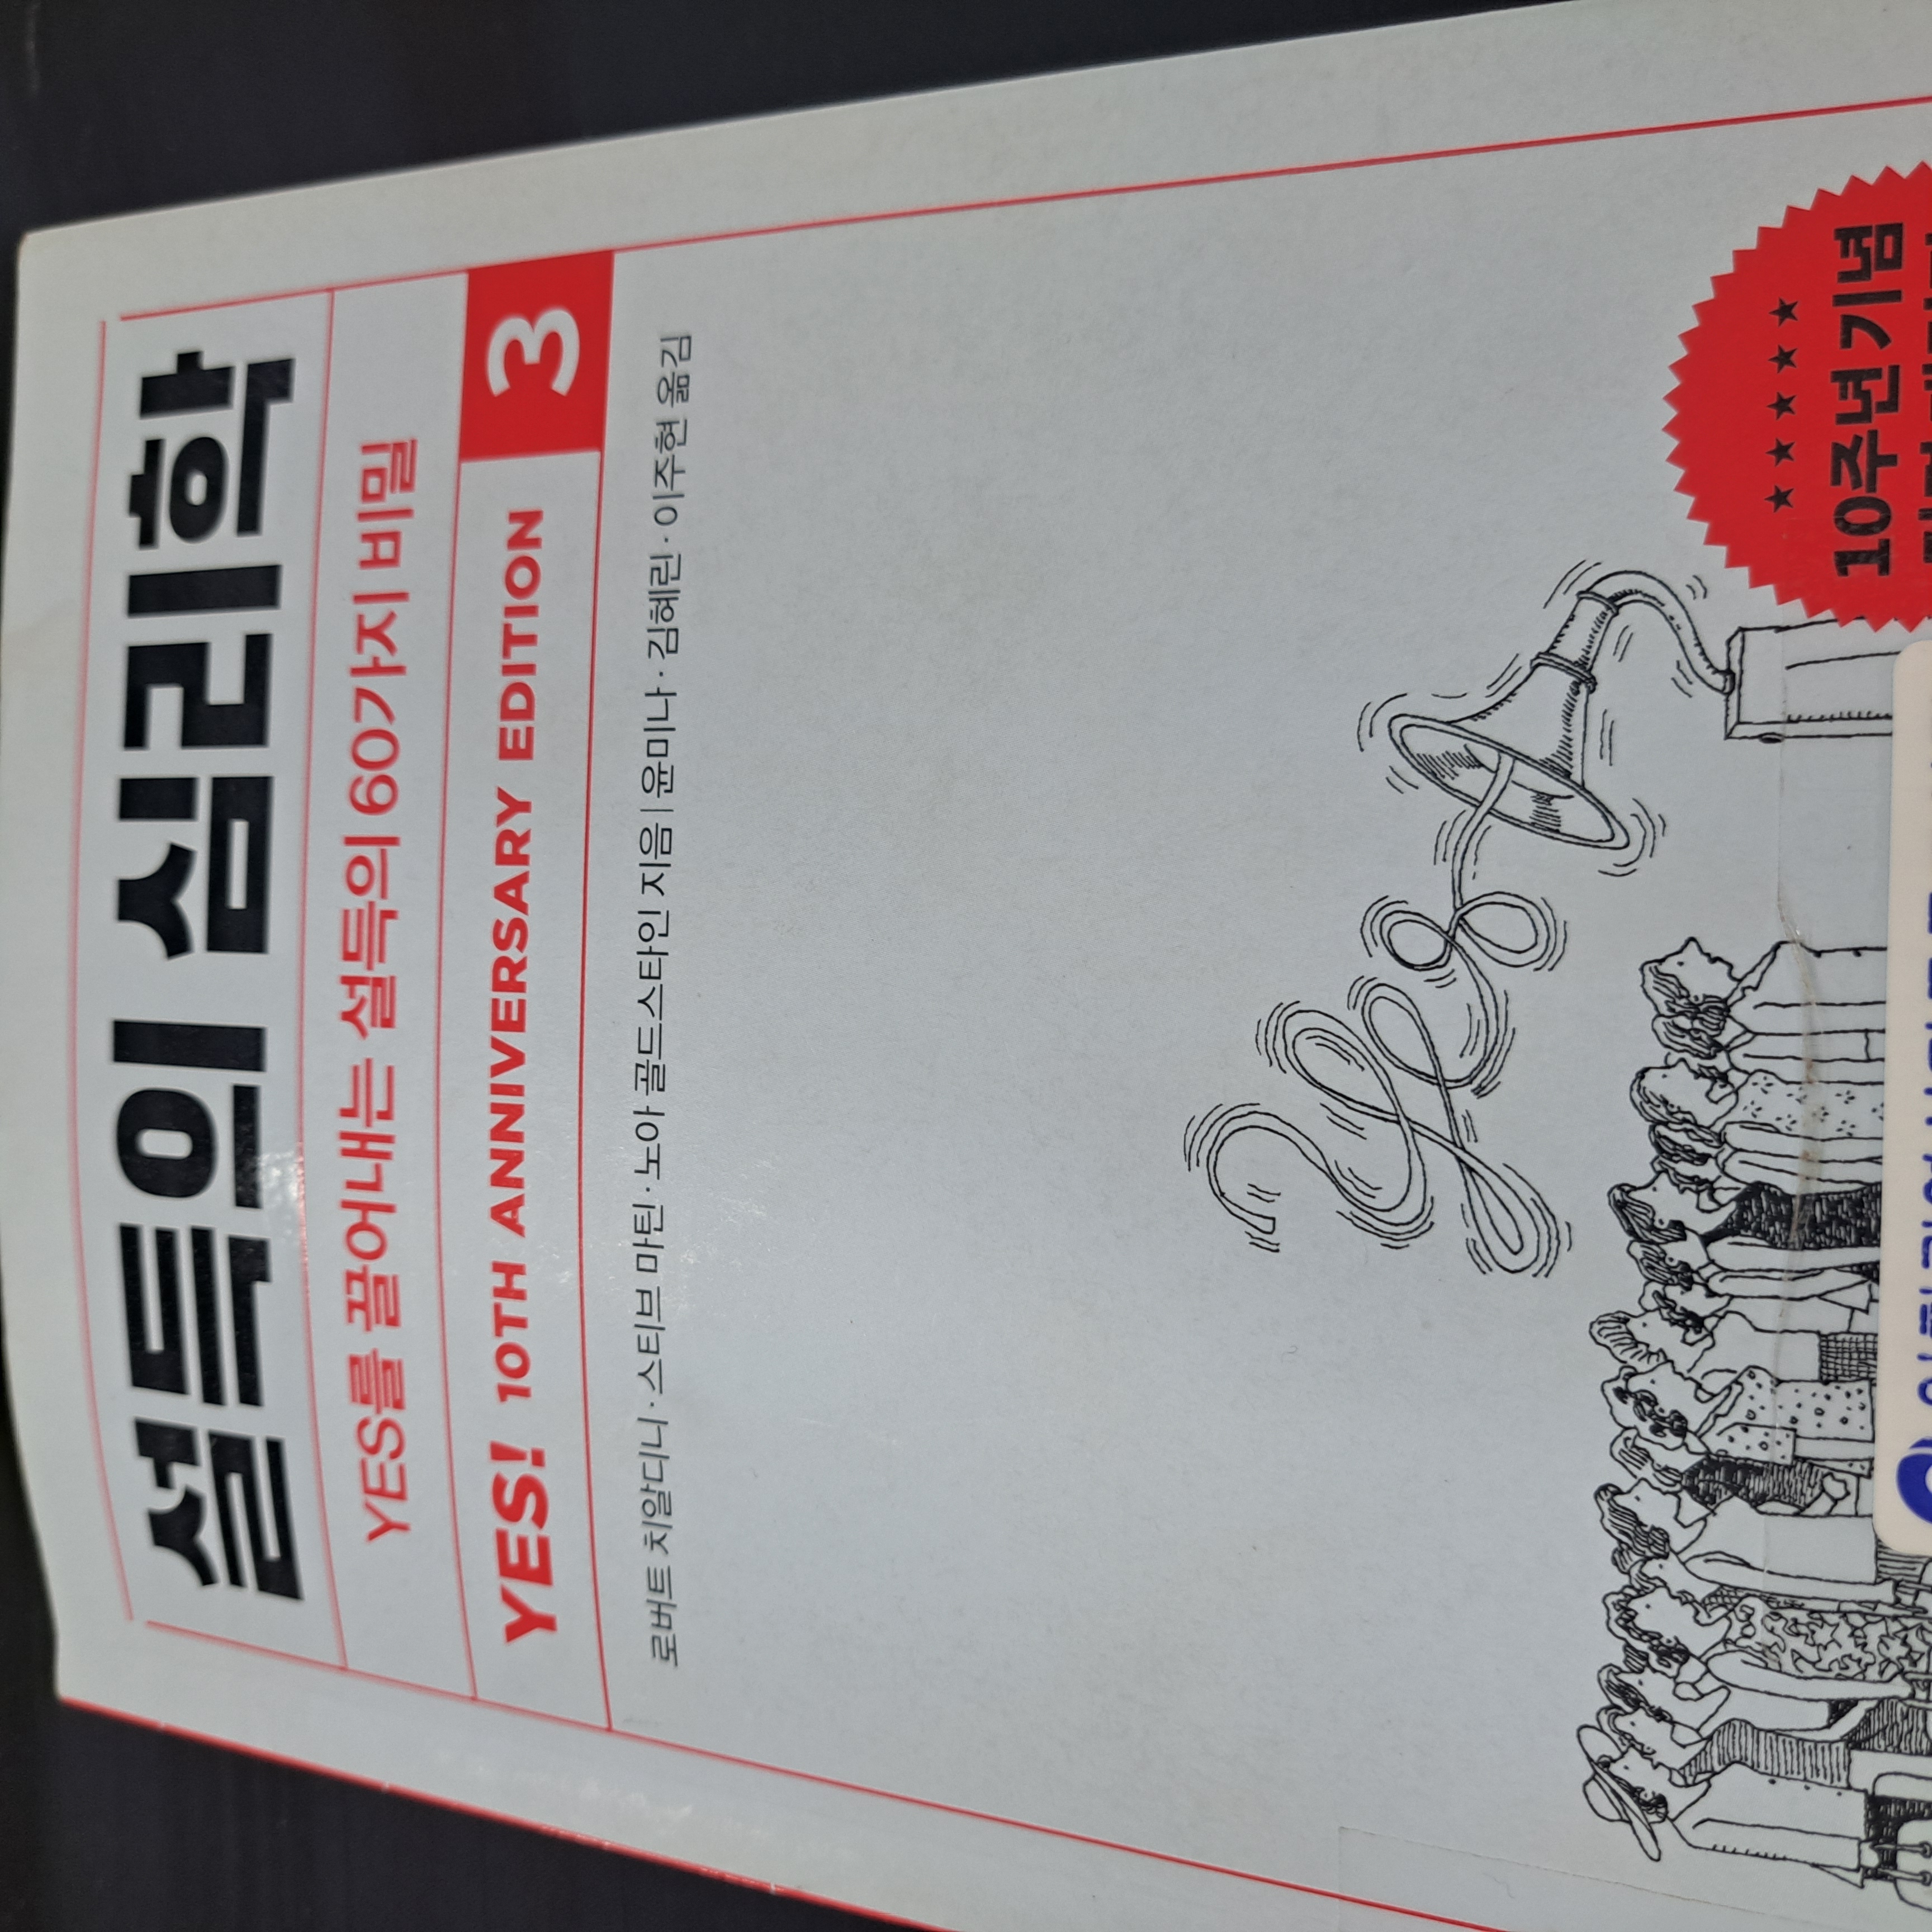 설득의 심리학
YES를 끌어내는 설득의 60가지 비밀
YES! 10TH ANNIVERSARY EDITION 3
로버트 치알디니 · 스티브 마틴 · 노아 골드스타인 지음 | 윤미나 · 김혜린 · 이주현 옮김
yes
10주년 기념